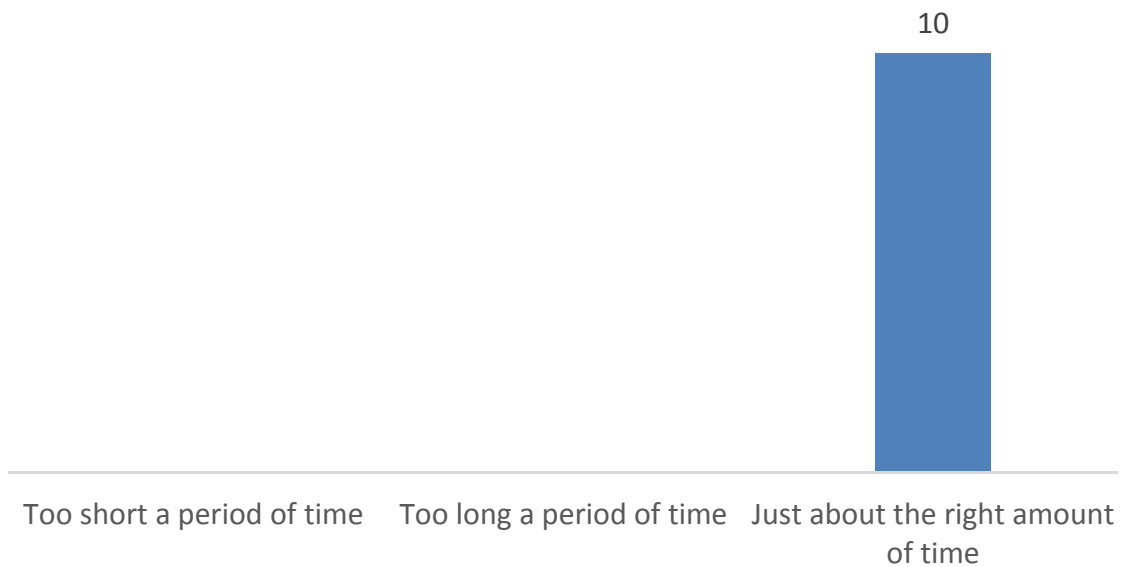 10
Too short a period of time
Too long a period of time
Just about the right amount
of time